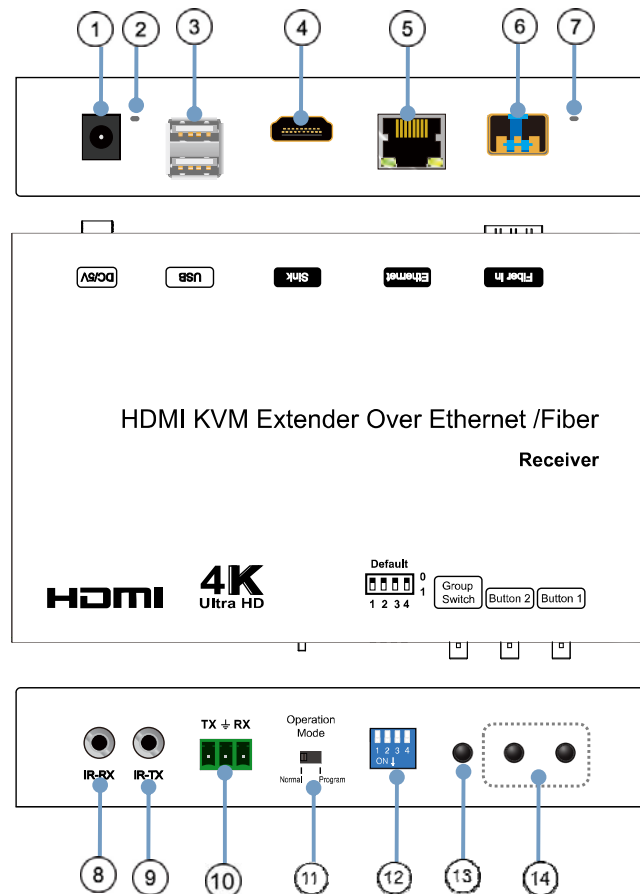 1 2 3 4 5 6 7
DC/5V USB Sink Ethernet Fiber In
HDMI KVM Extender Over Ethernet /Fiber
Receiver
Default
0
1
1 2 3 4
HDMI
4K
Ultra HD
Group
Switch
Button 2
Button 1
TX RX
Operation
Mode
Normal Program
1 2 3 4
ON
IR-RX IR-TX
8 9 10 11 12 13 14